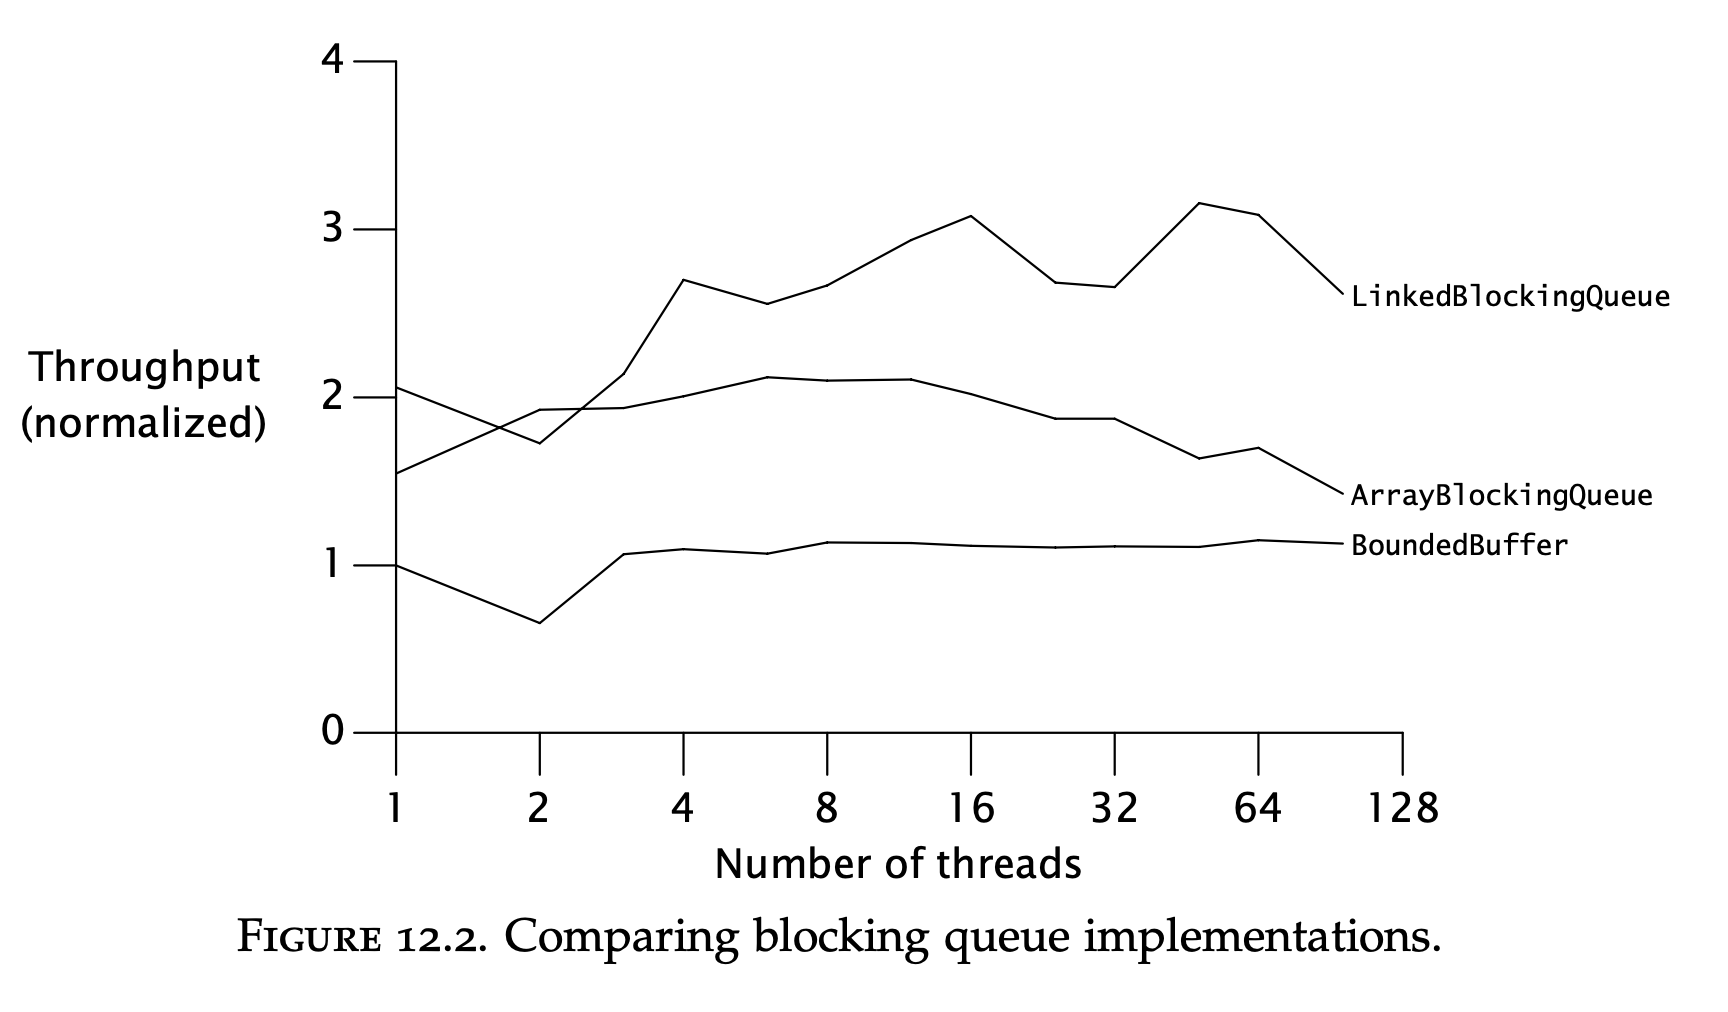 4
3
2
1
0
Throughput
(normalized)
LinkedBlockingQueue
ArrayBlockingQueue
BoundedBuffer
1 2 4 8 16 32 64 128
Number of threads
FIGURE 12.2. Comparing blocking queue implementations.